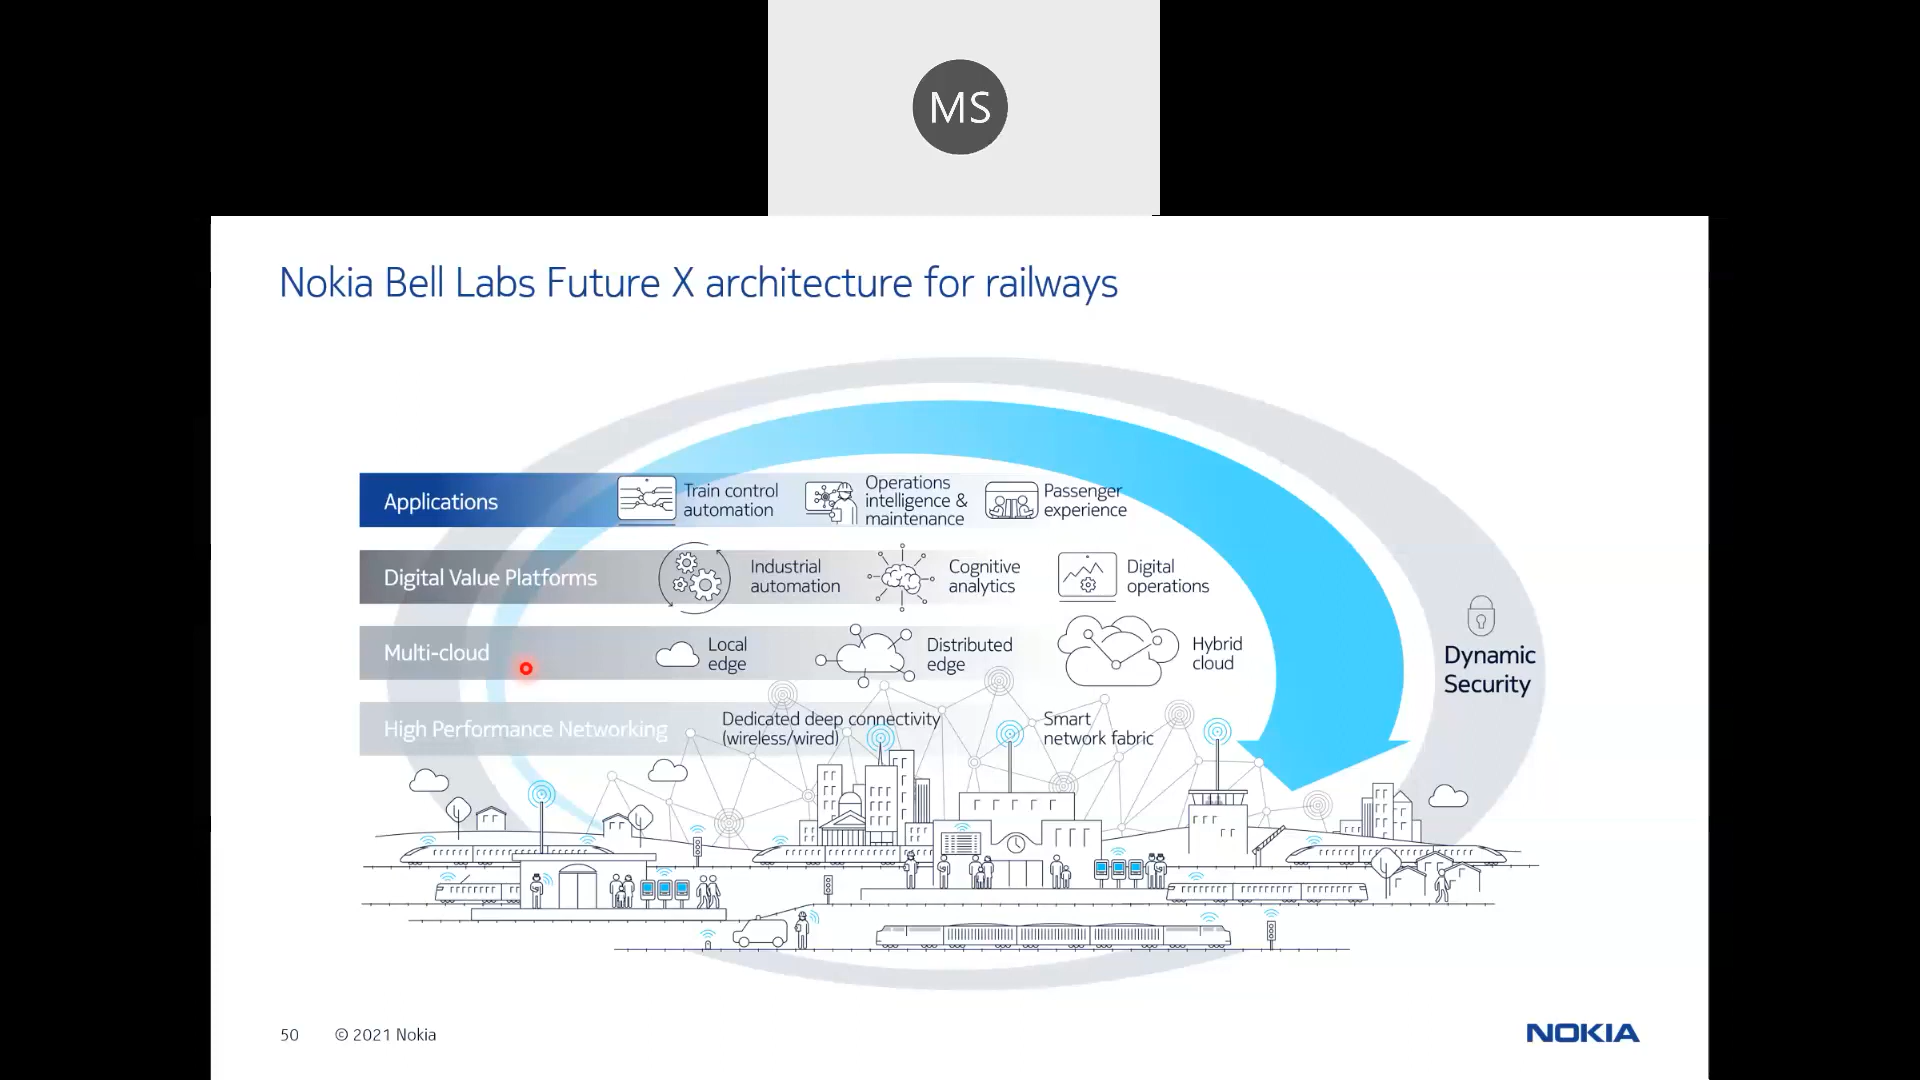 MS
Nokia Bell Labs Future X architecture for railways
Applications
Train control
automation
Operations
intelligence &
maintenance
Passenger
experience
Digital Value Platforms
Industrial
automation
Cognitive
analytics
Digital
operations
Multi-cloud
Local
edge
Distributed
edge
Hybrid
cloud
Dynamic
Security
High Performance Networking
Dedicated deep connectivity
(wireless/wired)
Smart
network fabric
50 © 2021 Nokia
NOKIA